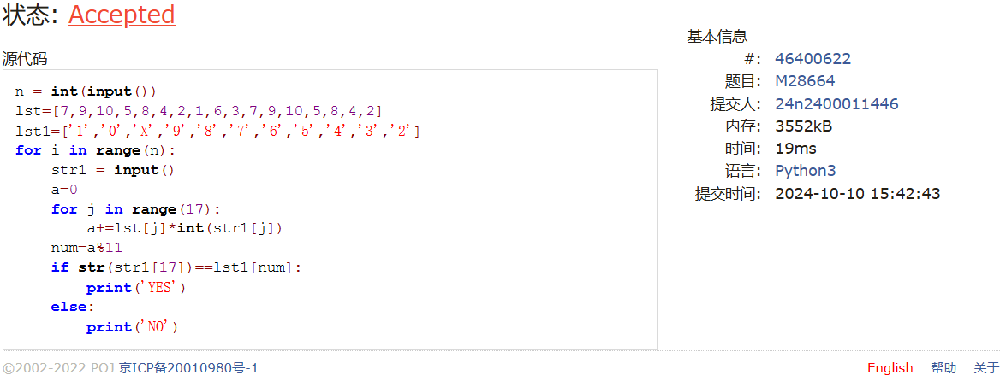 状态: Accepted
源代码
n = int(input())
lst=[7,9,10,5,8,4,2,1,6,3,7,9,10,5,8,4,2]
lst1=['1','0','X','9','8','7','6','5','4','3','2']
for i in range(n):
    str1 = input()
    a=0
    for j in range(17):
        a+=lst[j]*int(str1[j])
    num=a%11
    if str(str1[17])==lst1[num]:
        print('YES')
    else:
        print('NO')
基本信息
#: 46400622
题目: M28664
提交人: 24n2400011446
内存: 3552kB
时间: 19ms
语言: Python3
提交时间: 2024-10-10 15:42:43
©2002-2022 POJ 京ICP备20010980号-1
English 帮助 关于